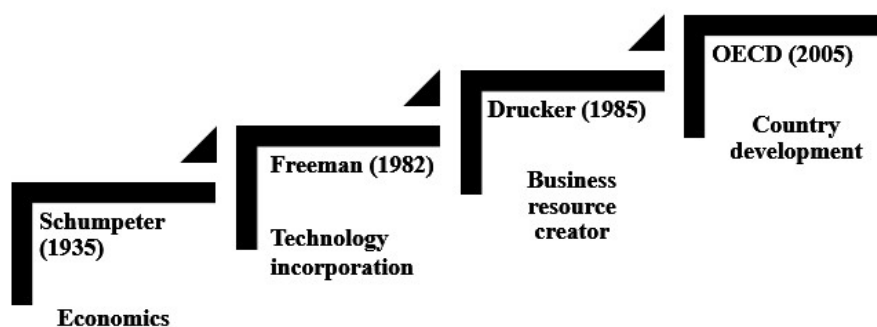 Schumpeter
(1935)
Economics
Freeman (1982)
Technology
incorporation
Drucker (1985)
Business
resource
creator
OECD (2005)
Country
development